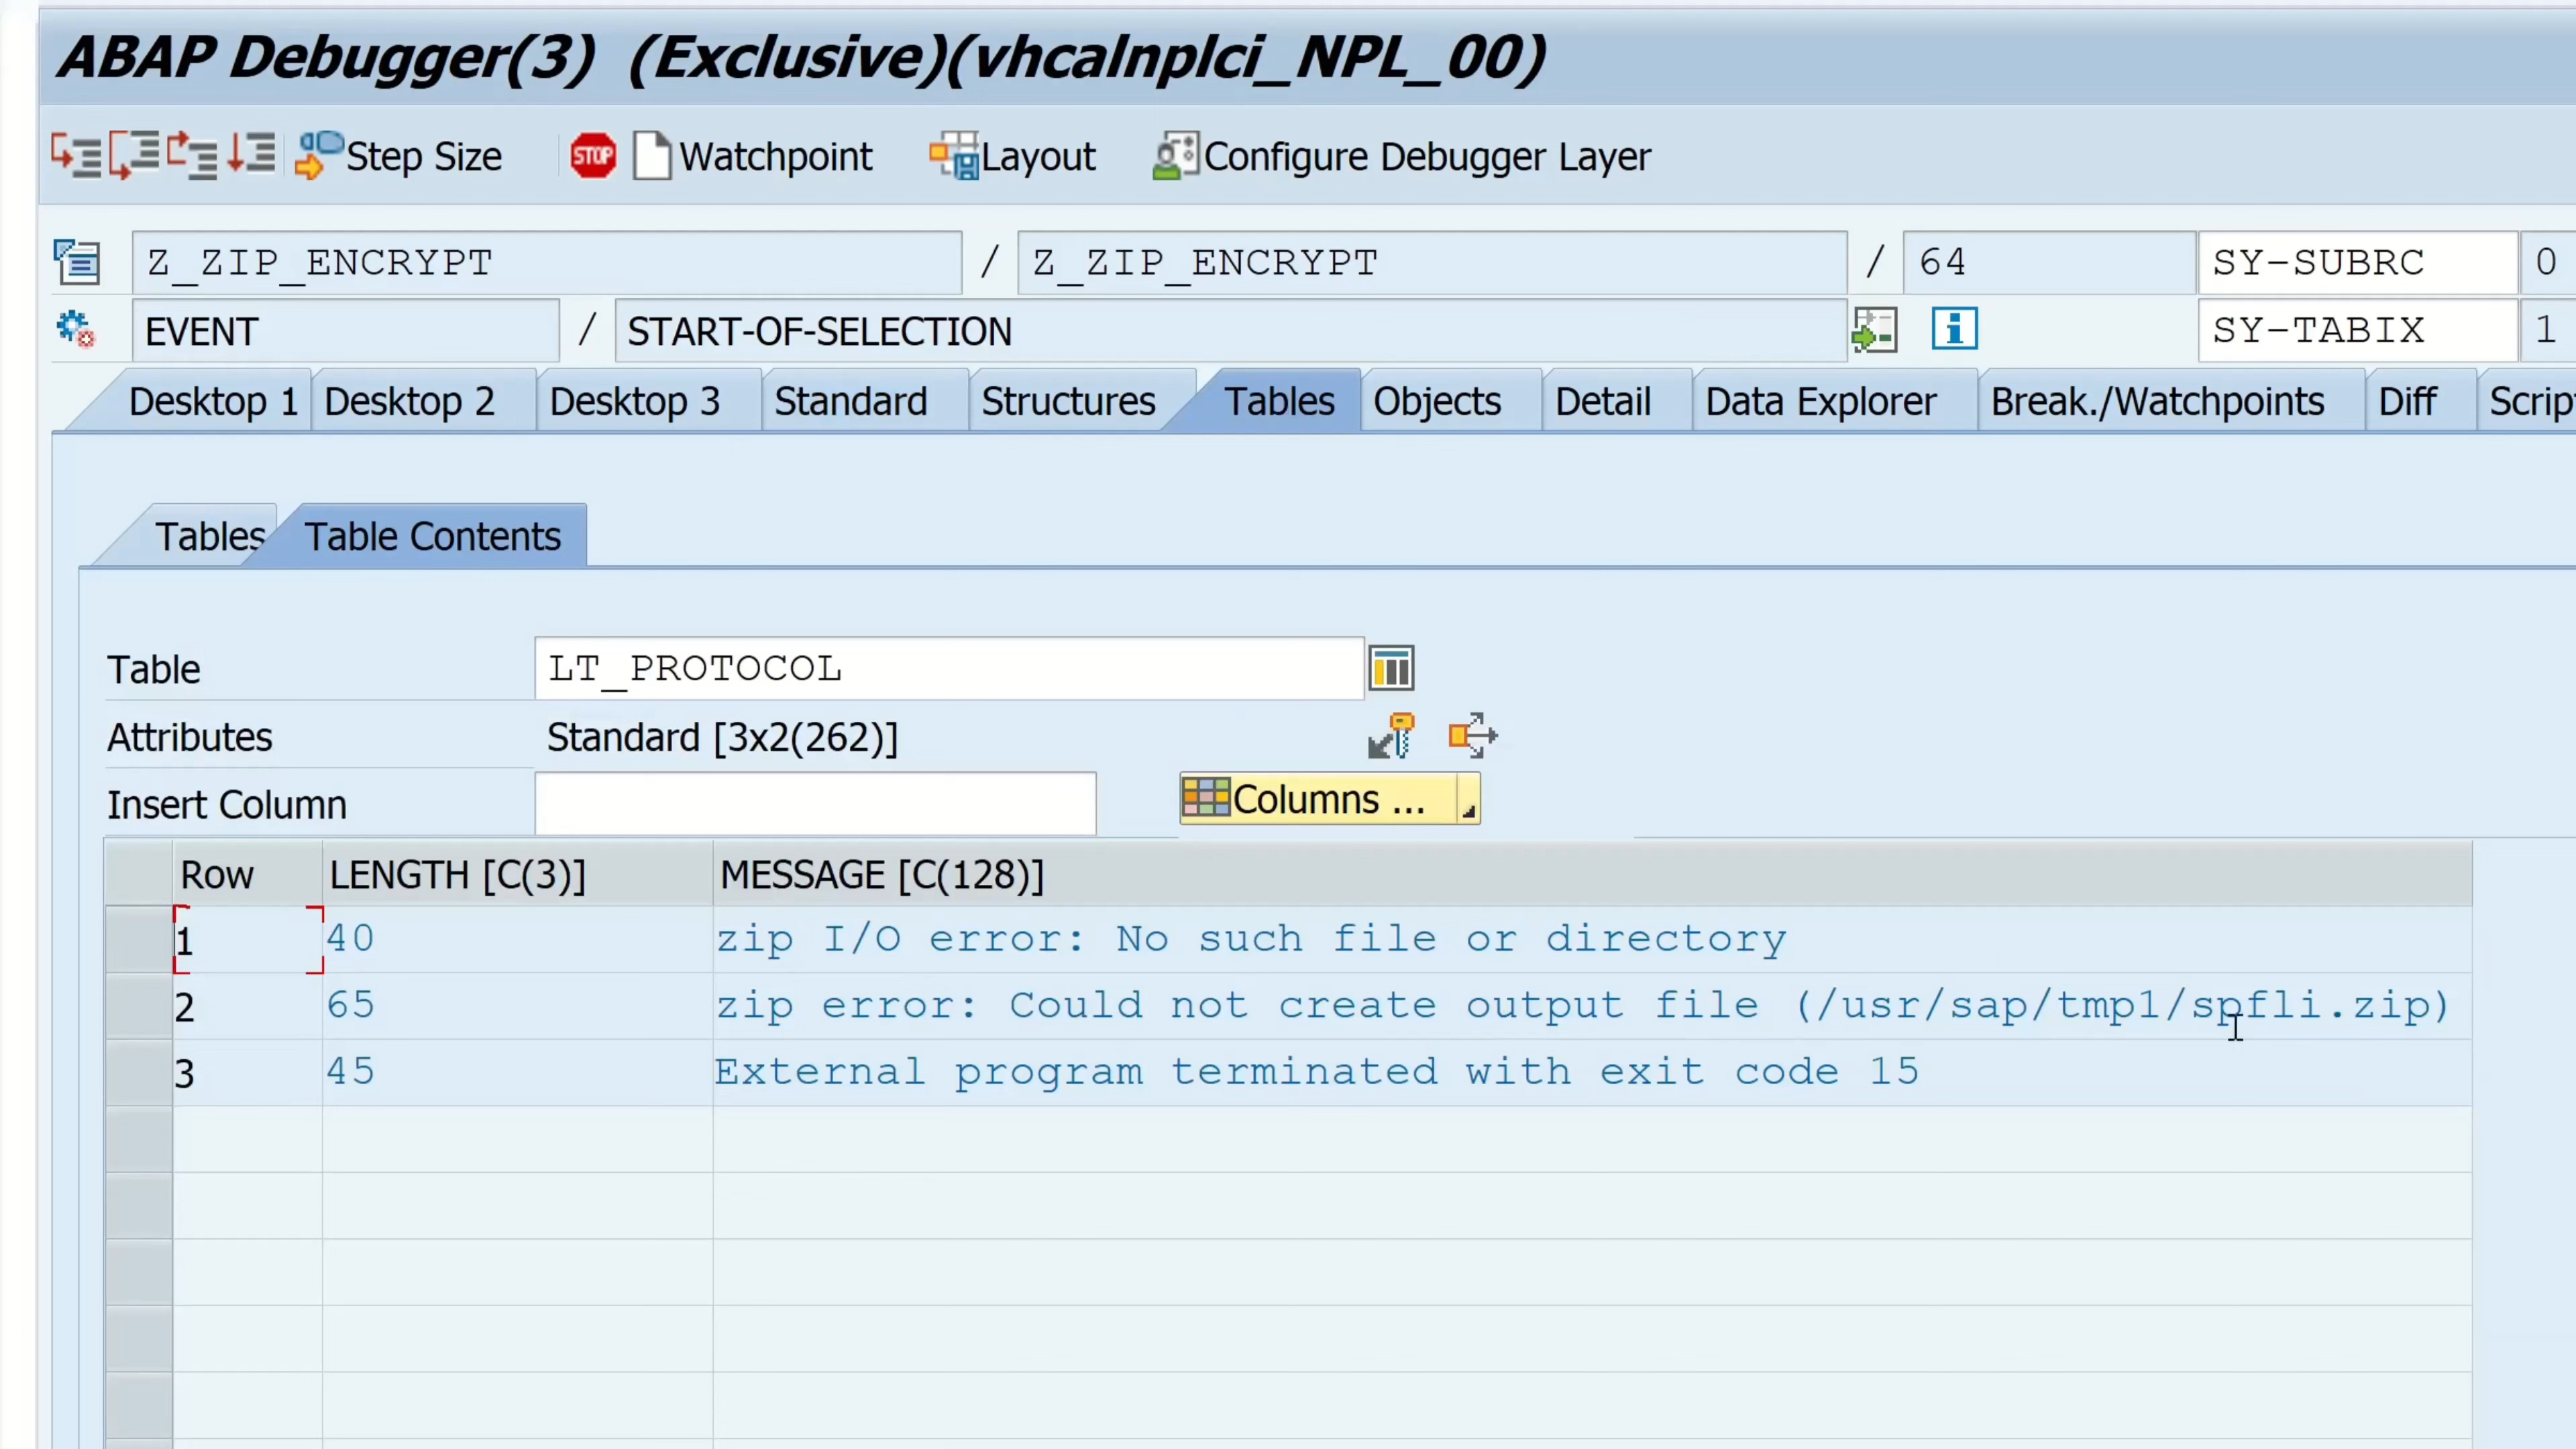 ABAP Debugger(3) (Exclusive)(vhcalnplci_NPL_00)
Step Size STOP Watchpoint Layout Configure Debugger Layer
Z_ZIP_ENCRYPT / Z_ZIP_ENCRYPT / 64 SY-SUBRC 0
EVENT / START-OF-SELECTION SY-TABIX 1
Desktop 1 Desktop 2 Desktop 3 Standard Structures Tables Objects Detail Data Explorer Break./Watchpoints Diff Scrip
Tables Table Contents
Table LT_PROTOCOL
Attributes Standard [3x2(262)]
Insert Column Columns ...
Row LENGTH [C(3)] MESSAGE [C(128)]
1 40 zip I/O error: No such file or directory
2 65 zip error: Could not create output file (/usr/sap/tmp1/spfli.zip)
3 45 External program terminated with exit code 15